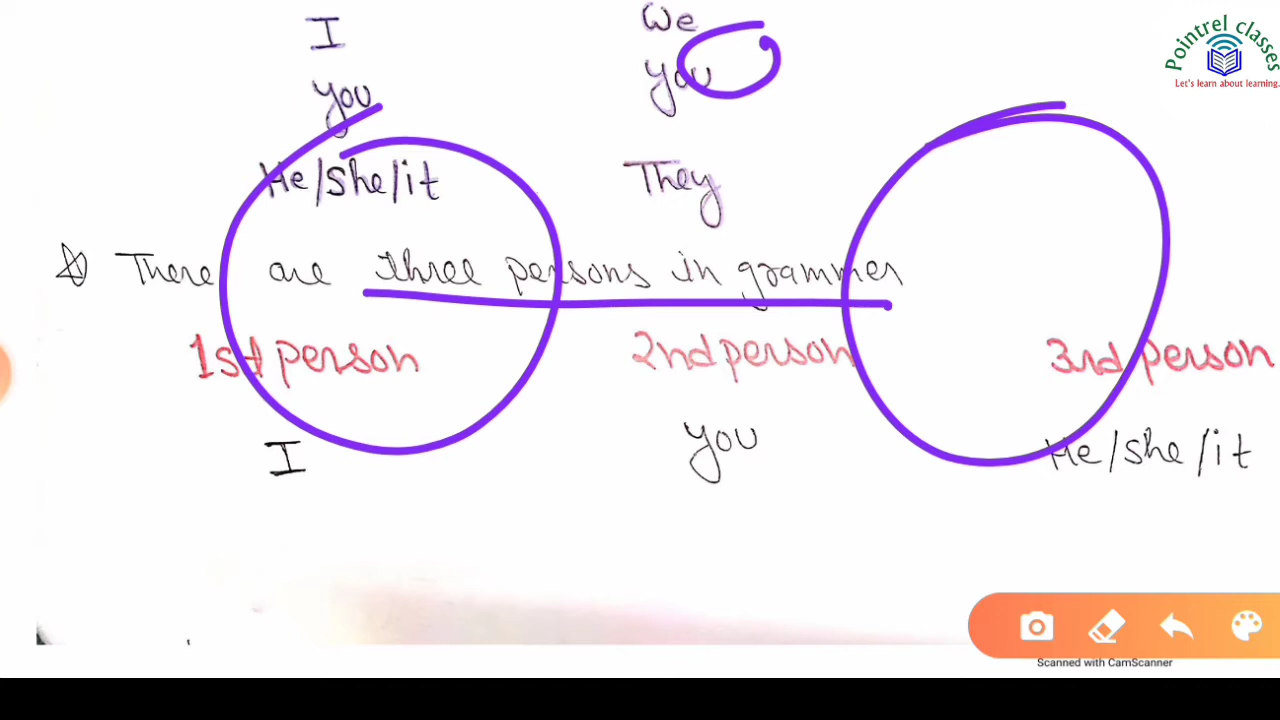 I We
you you
He/she/it They
There are three persons in grammer
1st person 2nd person 3rd person
I you He/she/it
Pointrel classes
Let's learn about learning.
Scanned with CamScanner